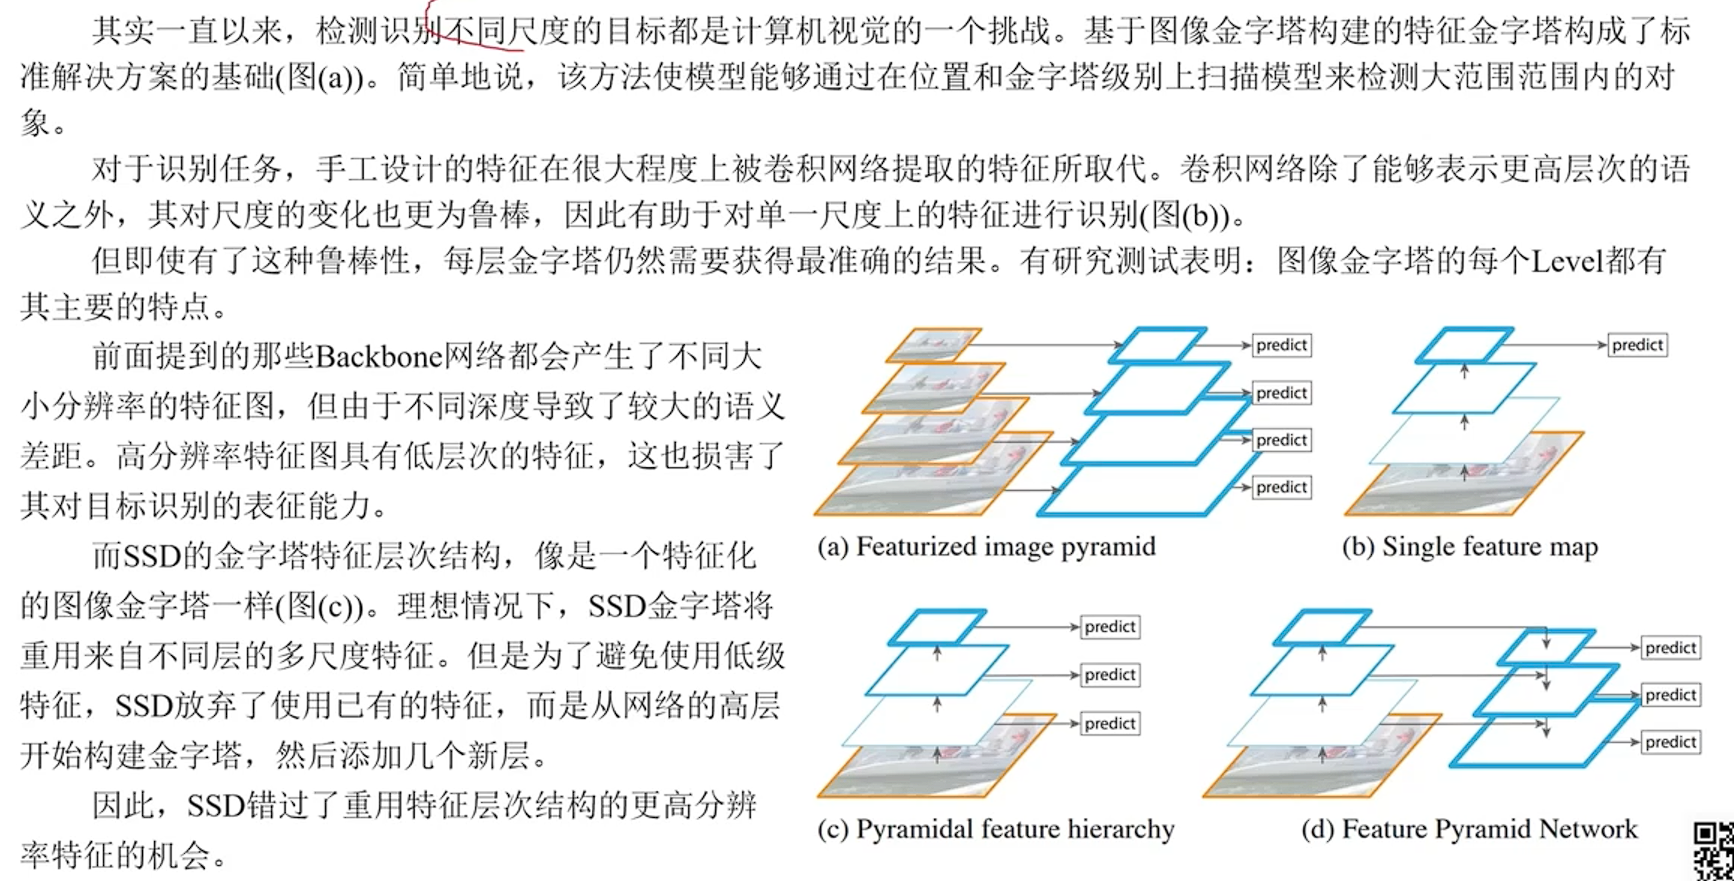 其实一直以来，检测识别不同尺度的目标都是计算机视觉的一个挑战。基于图像金字塔构建的特征金字塔构成了标
准解决方案的基础(图(a))。简单地说，该方法使模型能够通过在位置和金字塔级别上扫描模型来检测大范围范围内的对
象。
对于识别任务，手工设计的特征在很大程度上被卷积网络提取的特征所取代。卷积网络除了能够表示更高层次的语
义之外，其对尺度的变化也更为鲁棒，因此有助于对单一尺度上的特征进行识别(图(b))。
但即使有了这种鲁棒性，每层金字塔仍然需要获得最准确的结果。有研究测试表明：图像金字塔的每个Level都有
其主要的特点。
前面提到的那些Backbone网络都会产生了不同大
小分辨率的特征图，但由于不同深度导致了较大的语义
差距。高分辨率特征图具有低层次的特征，这也损害了
其对目标识别的表征能力。
而SSD的金字塔特征层次结构，像是一个特征化
的图像金字塔一样(图(c))。理想情况下，SSD金字塔将
重用来自不同层的多尺度特征。但是为了避免使用低级
特征，SSD放弃了使用已有的特征，而是从网络的高层
开始构建金字塔，然后添加几个新层。
因此，SSD错过了重用特征层次结构的更高分辨
率特征的机会。
predict
predict
predict
predict
(a) Featurized image pyramid
predict
(b) Single feature map
predict
predict
predict
(c) Pyramidal feature hierarchy
predict
predict
predict
(d) Feature Pyramid Network